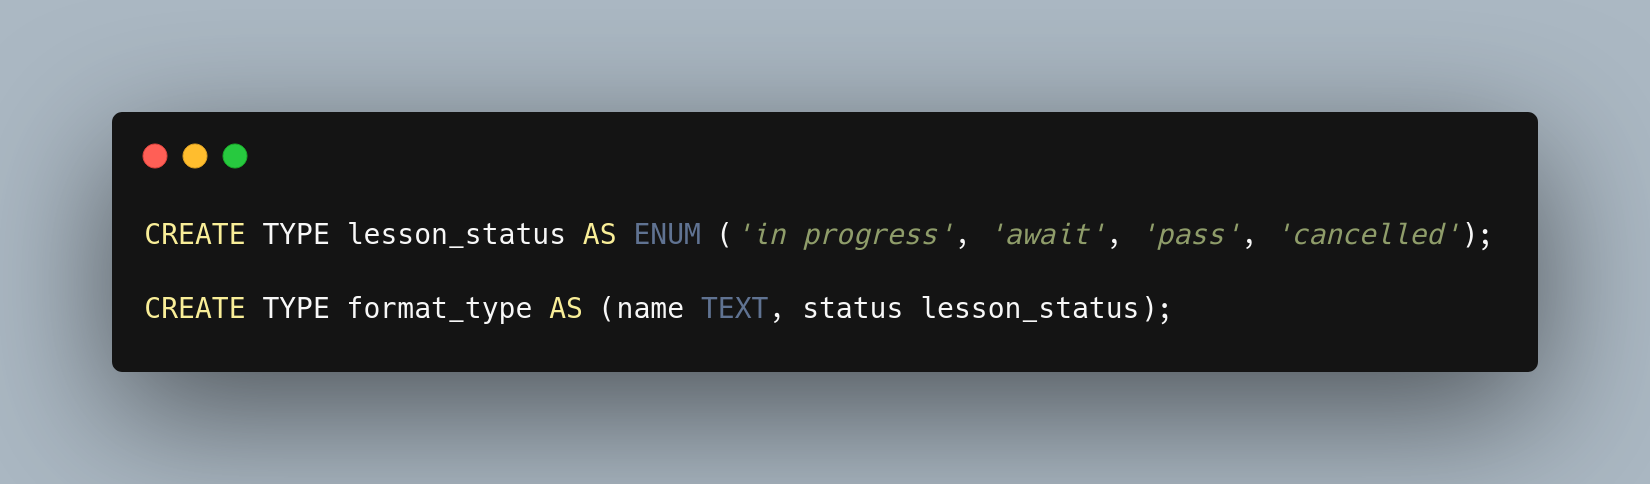 CREATE TYPE lesson_status AS ENUM ('in progress', 'await', 'pass', 'cancelled');
CREATE TYPE format_type AS (name TEXT, status lesson_status);